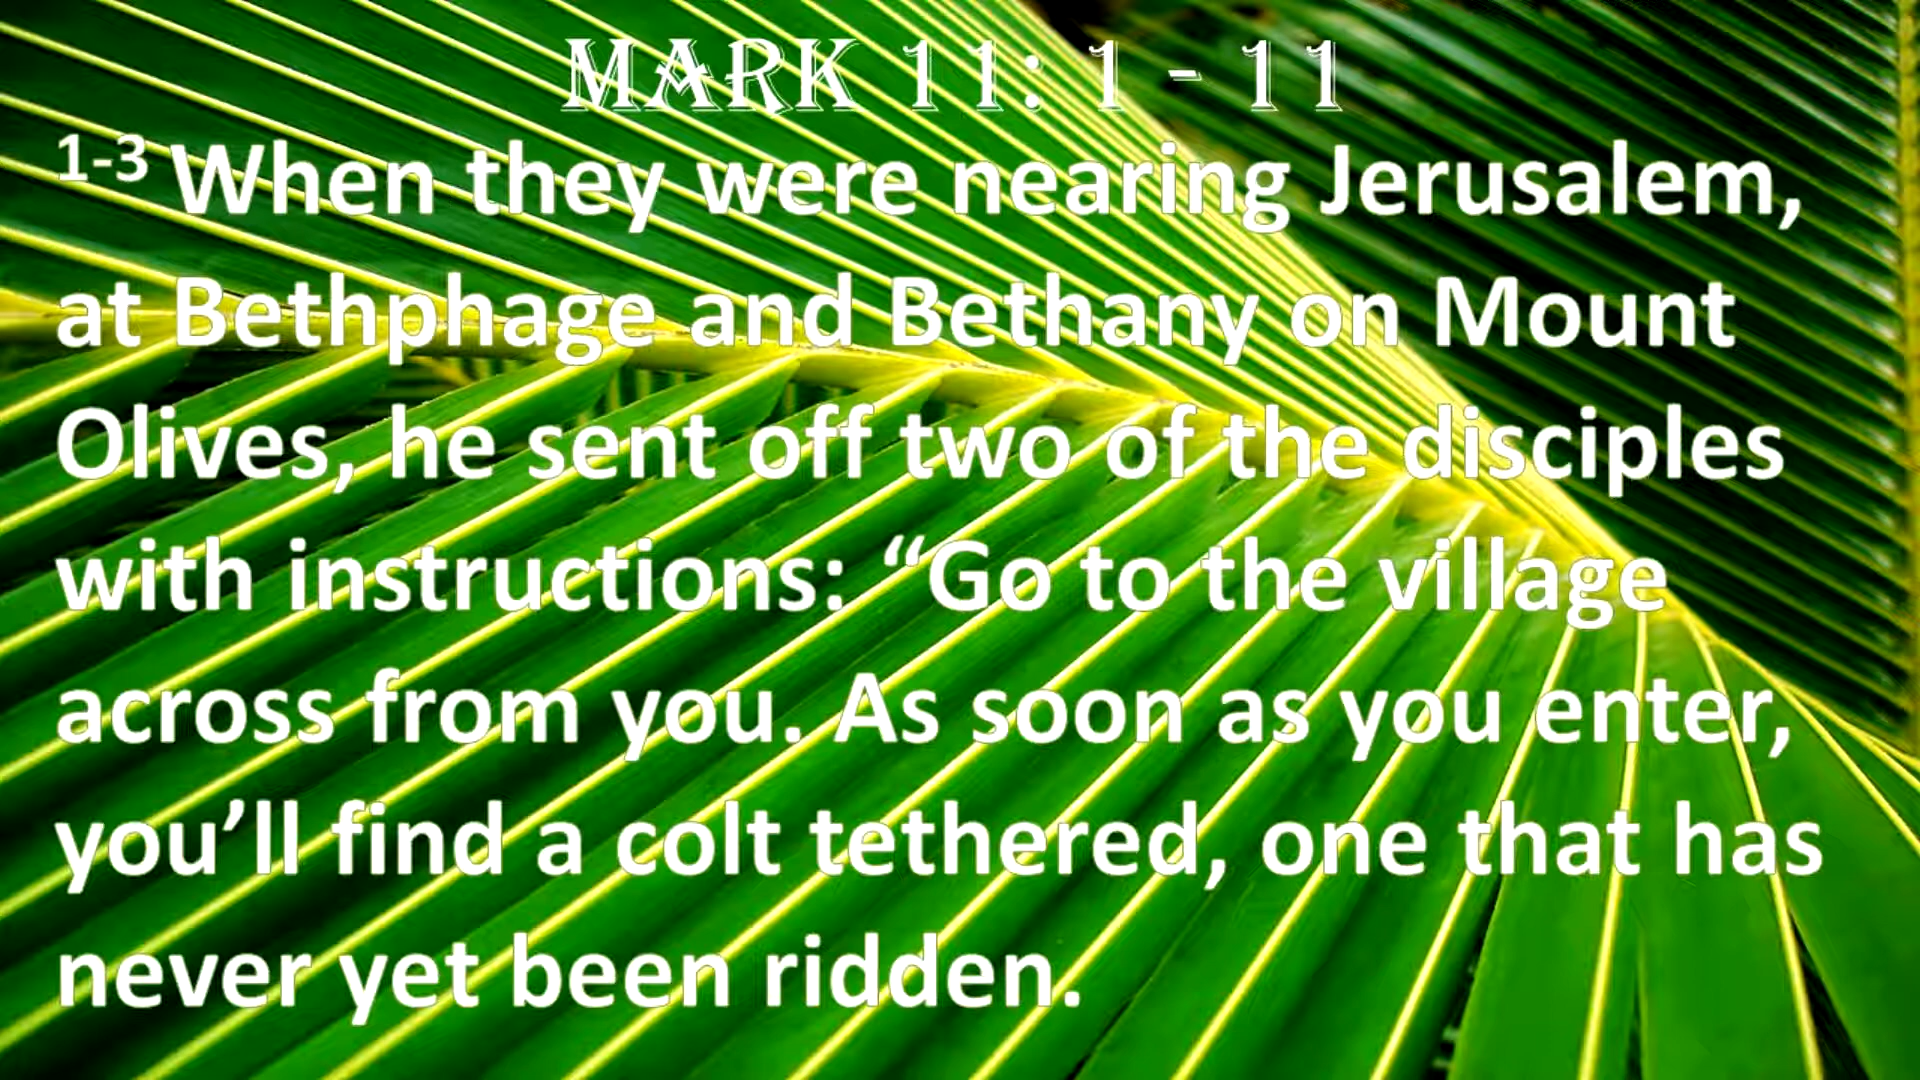 MARK 11: 1 - 11
1-3 When they were nearing Jerusalem,
at Bethphage and Bethany on Mount
Olives, he sent off two of the disciples
with instructions: “Go to the village
across from you. As soon as you enter,
you’ll find a colt tethered, one that has
never yet been ridden.